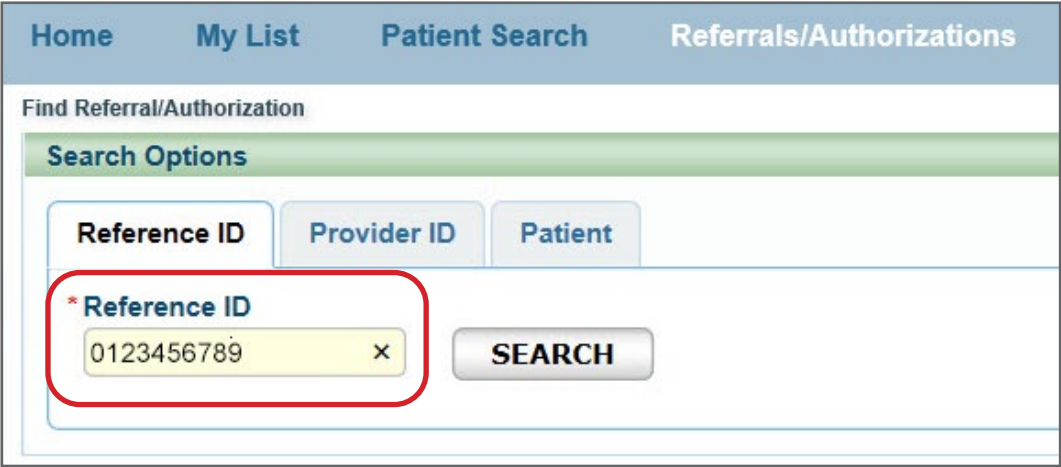 Home My List Patient Search Referrals/Authorizations
Find Referral/Authorization
Search Options
Reference ID Provider ID Patient
* Reference ID
0123456789 × SEARCH